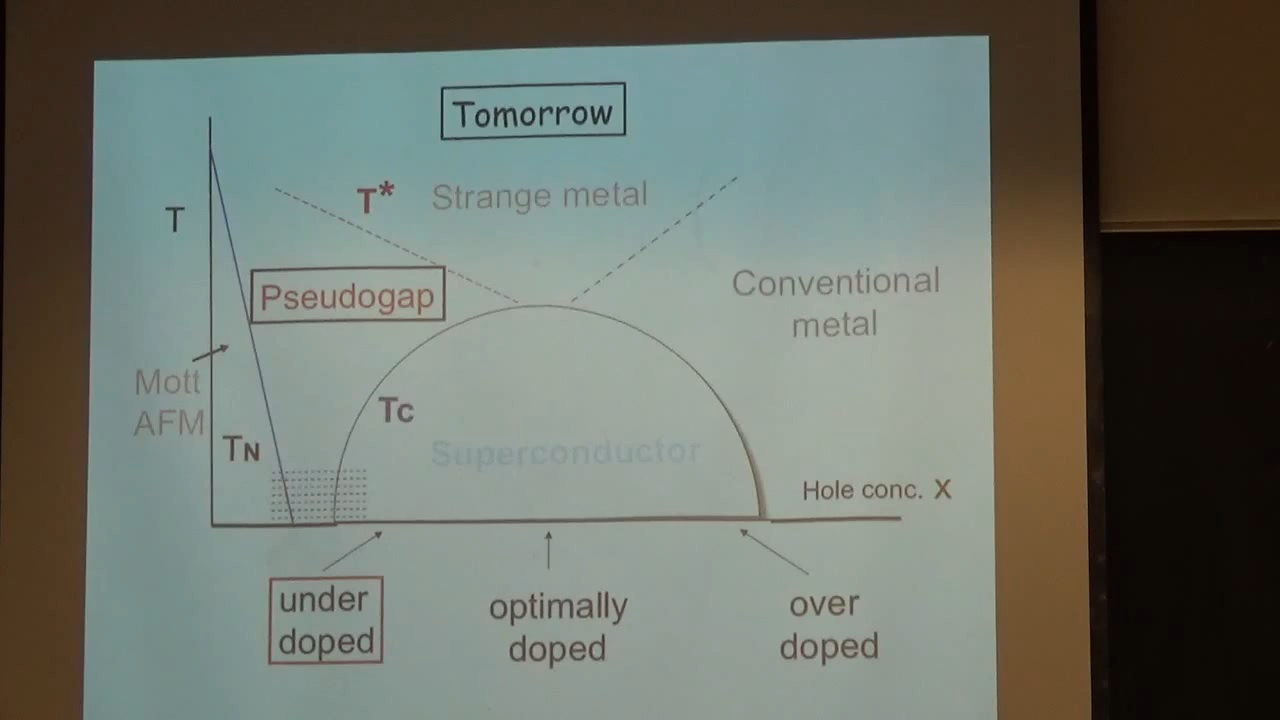 Tomorrow
T* Strange metal
T
Pseudogap
Conventional
metal
Mott
AFM
Tc
TN
Superconductor
Hole conc. X
under
doped
optimally
doped
over
doped